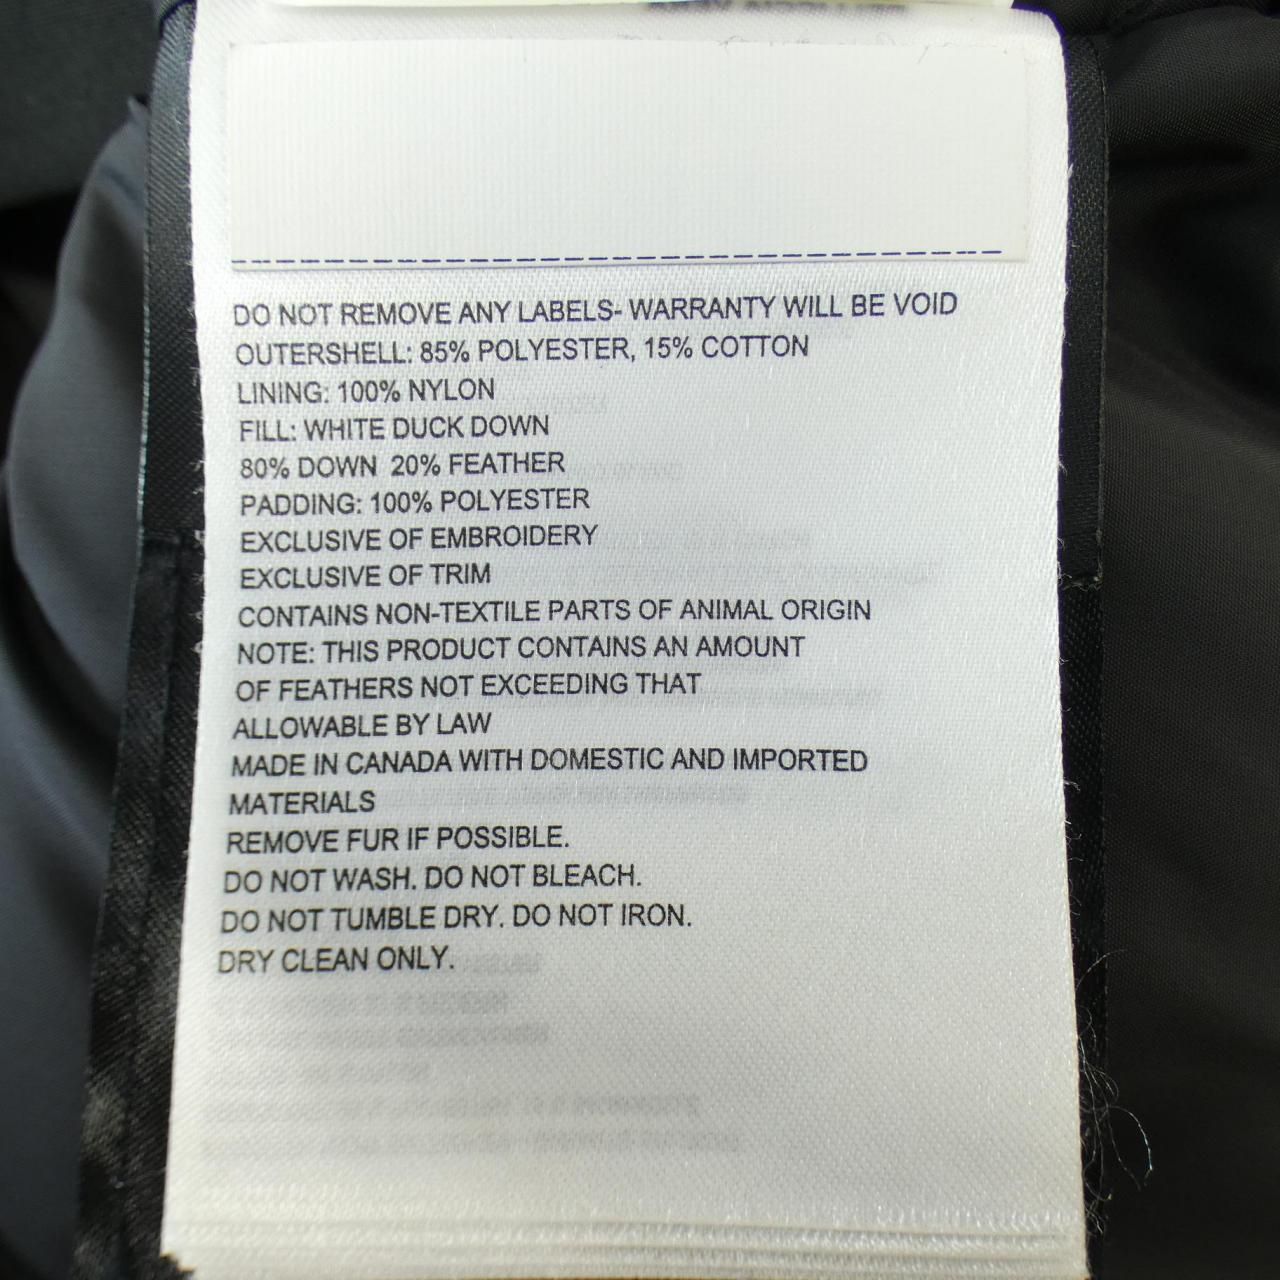 DO NOT REMOVE ANY LABELS- WARRANTY WILL BE VOID
OUTERSHELL: 85% POLYESTER, 15% COTTON
LINING: 100% NYLON
FILL: WHITE DUCK DOWN
80% DOWN 20% FEATHER
PADDING: 100% POLYESTER
EXCLUSIVE OF EMBROIDERY
EXCLUSIVE OF TRIM
CONTAINS NON-TEXTILE PARTS OF ANIMAL ORIGIN
NOTE: THIS PRODUCT CONTAINS AN AMOUNT
OF FEATHERS NOT EXCEEDING THAT
ALLOWABLE BY LAW
MADE IN CANADA WITH DOMESTIC AND IMPORTED
MATERIALS
REMOVE FUR IF POSSIBLE.
DO NOT WASH. DO NOT BLEACH.
DO NOT TUMBLE DRY. DO NOT IRON.
DRY CLEAN ONLY.